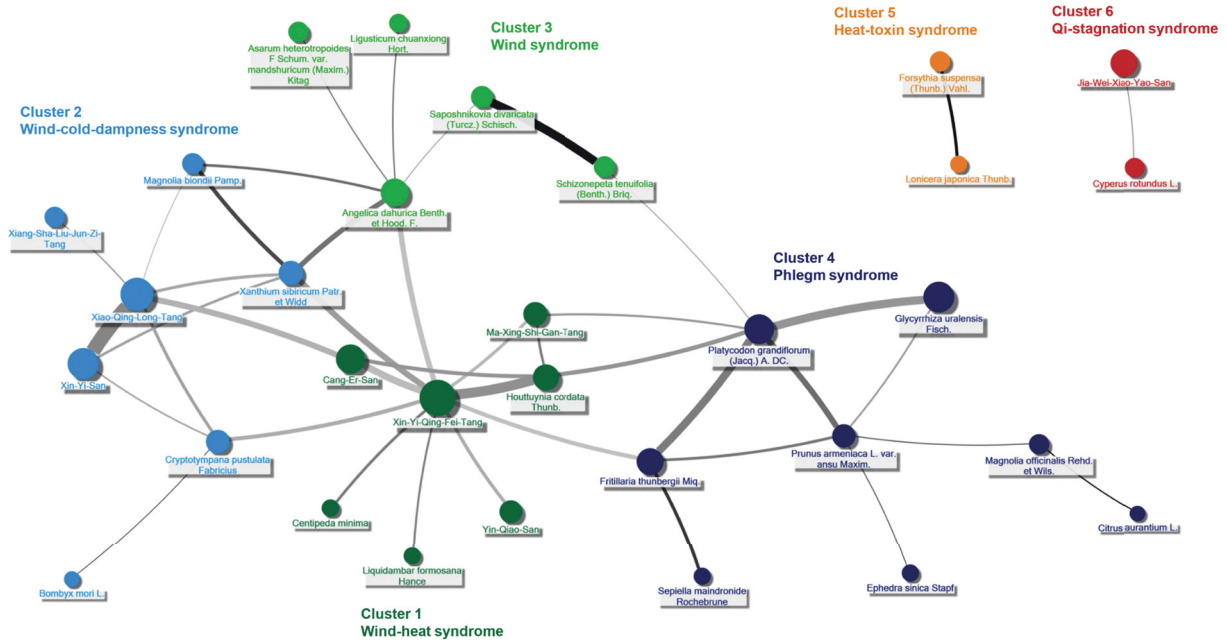 Ligusticum chuanxiong
Hort.
Asarum heterotropoides
F Schum. var.
mandshuricum (Maxim.)
Kitag
Cluster 3
Wind syndrome
Cluster 5
Heat-toxin syndrome
Cluster 6
Qi-stagnation syndrome
Forsythia suspensa
(Thunb.) Vahl.
Jia-Wei-Xiao-Yao-San
Cluster 2
Wind-cold-dampness syndrome
Saposhnikovia divaricata
(Turcz.) Schisch.
Magnolia biondii Pamp.
Schizonepeta tenuifolia
(Benth.) Briq.
Lonicera japonica Thunb.
Cyperus rotundus L.
Angelica dahurica Benth.
et Hood. F.
Xiang-Sha-Liu-Jun-Zi-
Tang
Cluster 4
Phlegm syndrome
Xanthium sibiricum Patr.
et Widd
Xiao-Qing-Long-Tang
Glycyrrhiza uralensis
Fisch.
Ma-Xing-Shi-Gan-Tang
Platycodon grandiflorum
(Jacq.) A. DC.
Xin-Yi-San
Cang-Er-San
Houttuynia cordata
Thunb.
Xin-Yi-Qing-Fei-Tang
Cryptotympana pustulata
Fabricius
Prunus armeniaca L. var.
ansu Maxim.
Magnolia officinalis Rehd.
et Wils.
Fritillaria thunbergii Miq.
Centipeda minima
Yin-Qiao-San
Citrus aurantium L.
Liquidambar formosana
Hance
Bombyx mori L.
Sepiella maindronide
Rochebrune
Ephedra sinica Stapf
Cluster 1
Wind-heat syndrome